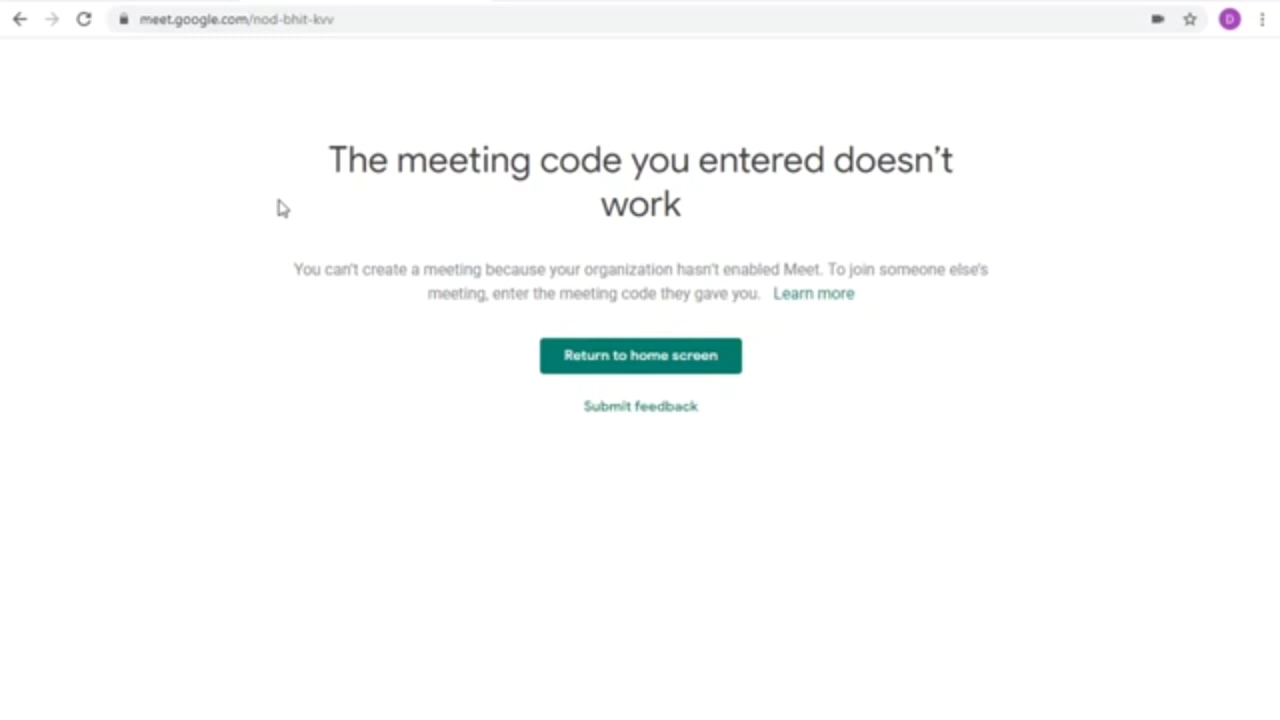 meet.google.com/nod-bhit-kvv
D
The meeting code you entered doesn’t
work
You can't create a meeting because your organization hasn't enabled Meet. To join someone else's
meeting, enter the meeting code they gave you. Learn more
Return to home screen
Submit feedback